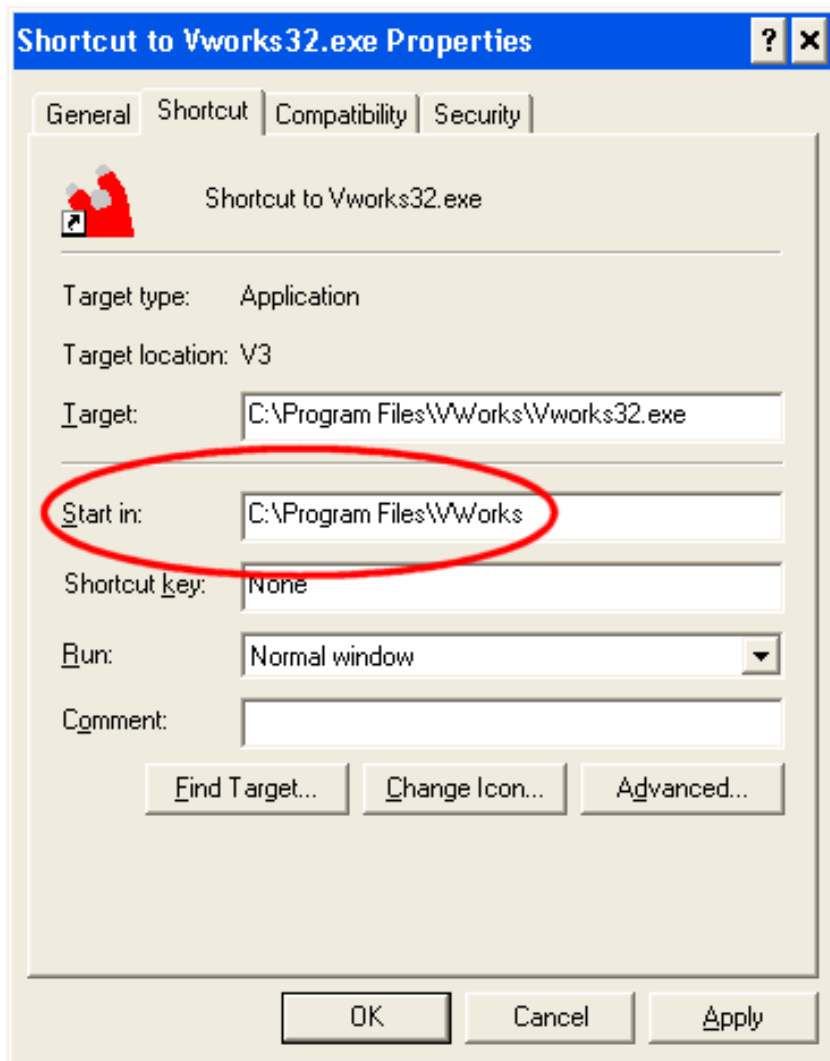 Shortcut to Vworks32.exe Properties
General Shortcut Compatibility Security
Shortcut to Vworks32.exe
Target type: Application
Target location: V3
Target: C:\Program Files\VWorks\Vworks32.exe
Start in: C:\Program Files\VWorks
Shortcut key: None
Run: Normal window
Comment:
Find Target... Change Icon... Advanced...
OK Cancel Apply